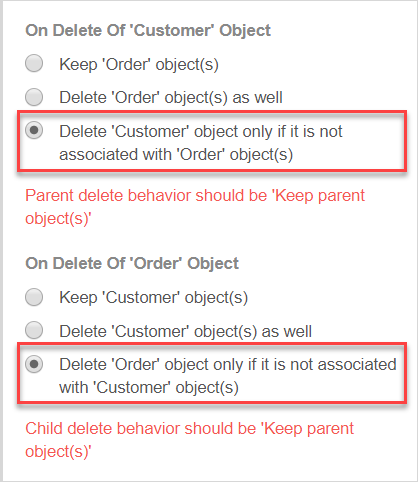 On Delete Of 'Customer' Object
Keep 'Order' object(s)
Delete 'Order' object(s) as well
Delete 'Customer' object only if it is not
associated with 'Order' object(s)
Parent delete behavior should be 'Keep parent
object(s)'
On Delete Of 'Order' Object
Keep 'Customer' object(s)
Delete 'Customer' object(s) as well
Delete 'Order' object only if it is not associated
with 'Customer' object(s)
Child delete behavior should be 'Keep parent
object(s)'